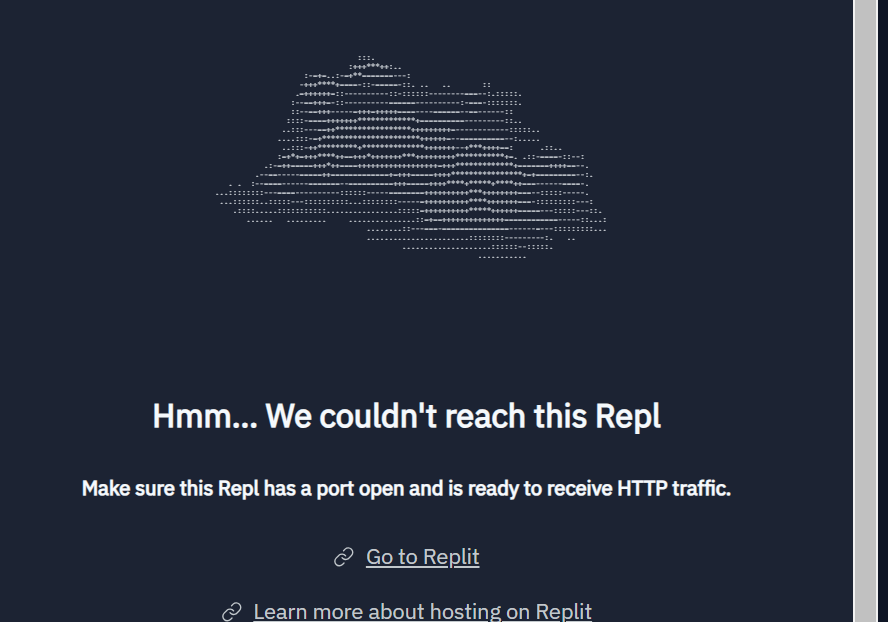 Hmm... We couldn't reach this Repl
Make sure this Repl has a port open and is ready to receive HTTP traffic.
Go to Replit
Learn more about hosting on Replit